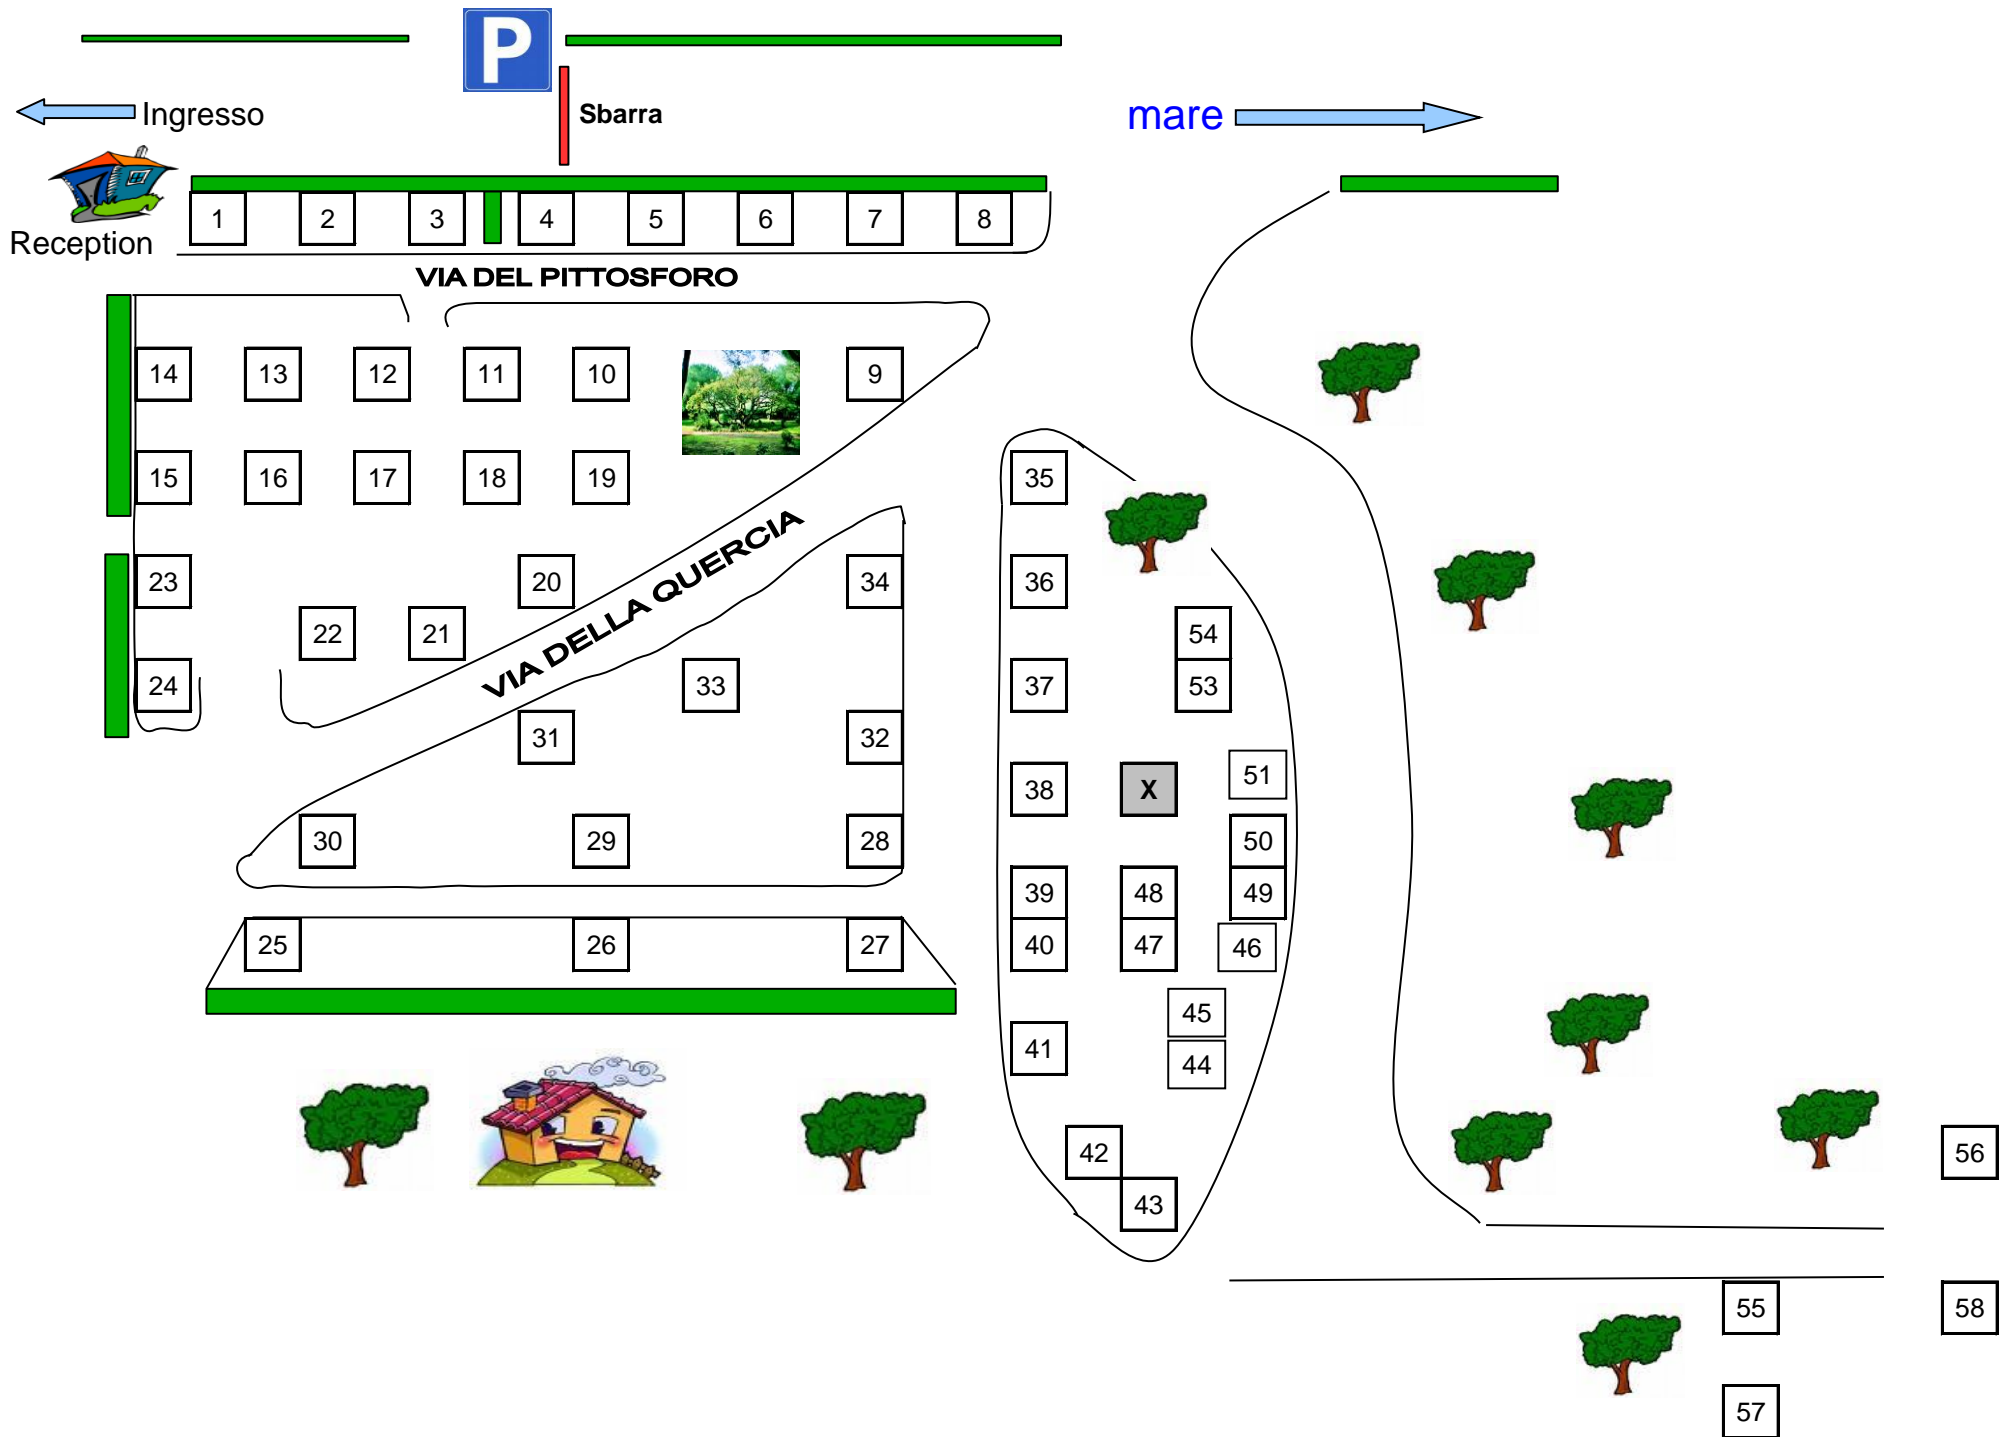 P
Ingresso
Sbarra
mare
Reception
1 2 3 4 5 6 7 8
VIA DEL PITTOSFORO
14 13 12 11 10 9
15 16 17 18 19 35
VIA DELLA QUERCIA
23 20 34 36
22 21 54
24 33 37 53
31 32
38 X 51
30 29 28 50
39 48 49
25 26 27 40 47 46
45
41 44
42 56
43
55 58
57